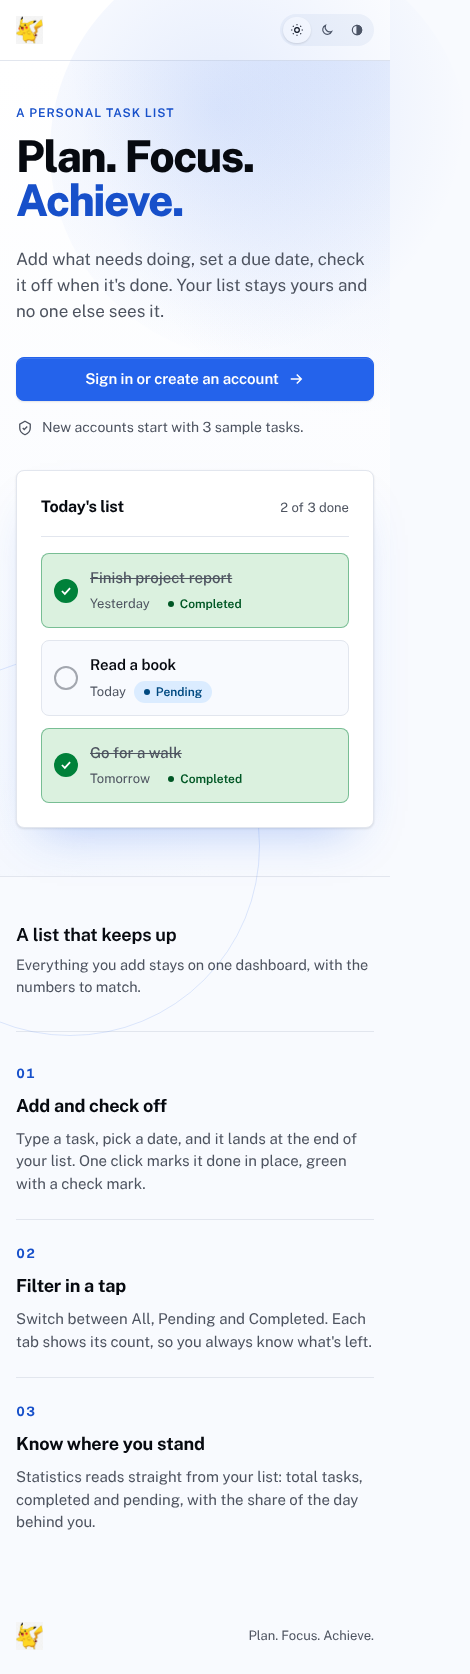 A PERSONAL TASK LIST
Plan. Focus.
Achieve.
Add what needs doing, set a due date, check
it off when it's done. Your list stays yours and
no one else sees it.
Sign in or create an account →
New accounts start with 3 sample tasks.
Today's list
2 of 3 done
Finish project report
Yesterday
Completed
Read a book
Today
Pending
Go for a walk
Tomorrow
Completed
A list that keeps up
Everything you add stays on one dashboard, with the
numbers to match.
01
Add and check off
Type a task, pick a date, and it lands at the end of
your list. One click marks it done in place, green
with a check mark.
02
Filter in a tap
Switch between All, Pending and Completed. Each
tab shows its count, so you always know what's left.
03
Know where you stand
Statistics reads straight from your list: total tasks,
completed and pending, with the share of the day
behind you.
Plan. Focus. Achieve.